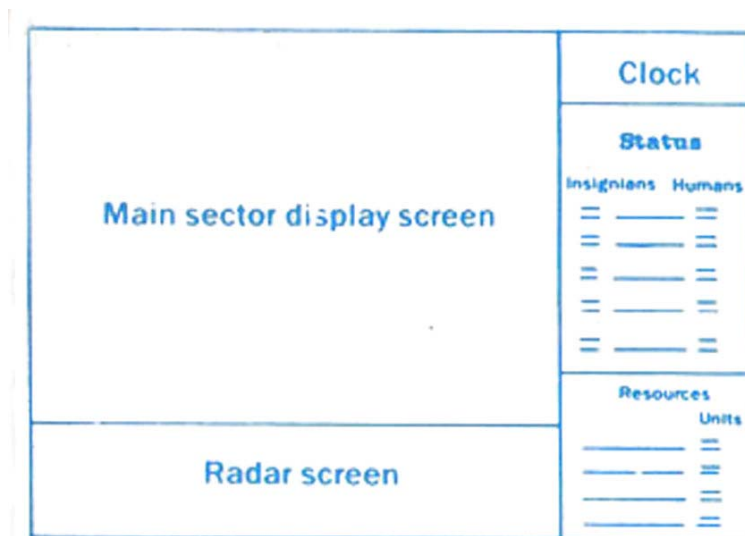 Clock
Status
Insignians Humans
Main sector display screen
Resources
Units
Radar screen